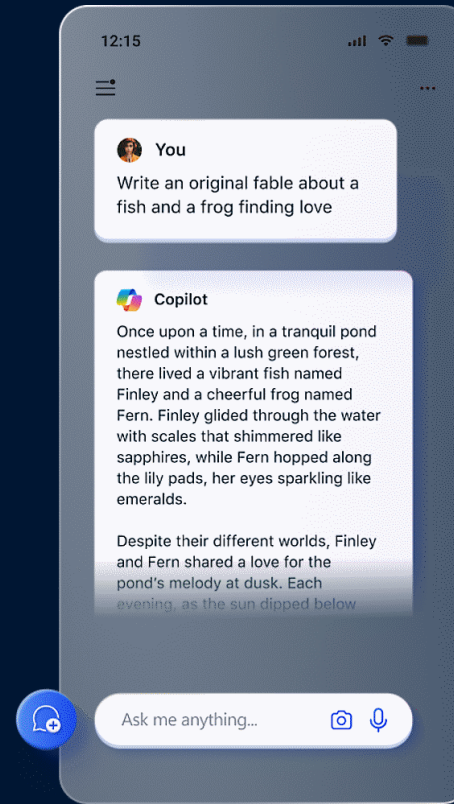 12:15
You
Write an original fable about a
fish and a frog finding love
Copilot
Once upon a time, in a tranquil pond
nestled within a lush green forest,
there lived a vibrant fish named
Finley and a cheerful frog named
Fern. Finley glided through the water
with scales that shimmered like
sapphires, while Fern hopped along
the lily pads, her eyes sparkling like
emeralds.
Despite their different worlds, Finley
and Fern shared a love for the
pond's melody at dusk. Each
evening, as the sun dipped below
Ask me anything...